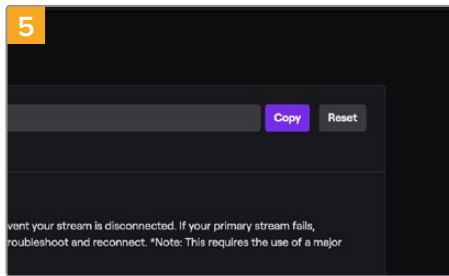 5
Copy Reset
vent your stream is disconnected. If your primary stream fails,
roubleshoot and reconnect. *Note: This requires the use of a major